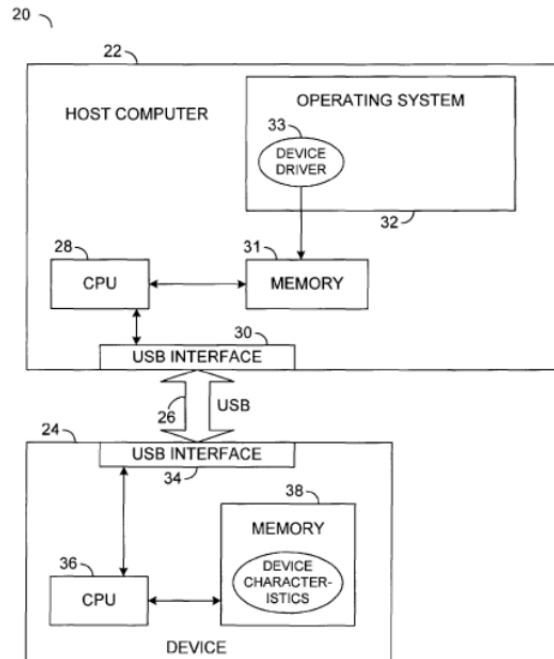 20
22
HOST COMPUTER
OPERATING SYSTEM
33
DEVICE
DRIVER
32
28
CPU
31
MEMORY
30
USB INTERFACE
26
USB
24
USB INTERFACE
34
38
MEMORY
DEVICE
CHARACTER-
ISTICS
36
CPU
DEVICE